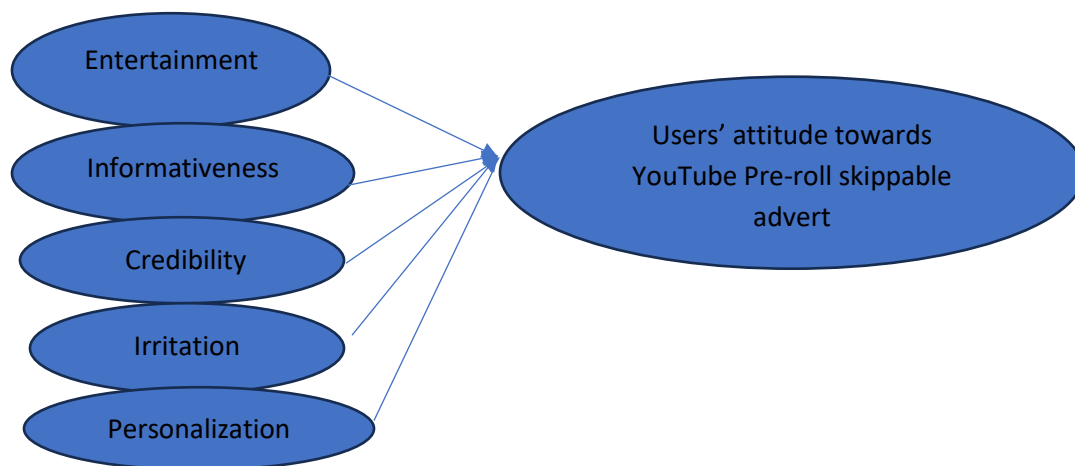 Entertainment
Informativeness
Credibility
Irritation
Personalization
Users’ attitude towards
YouTube Pre-roll skippable
advert